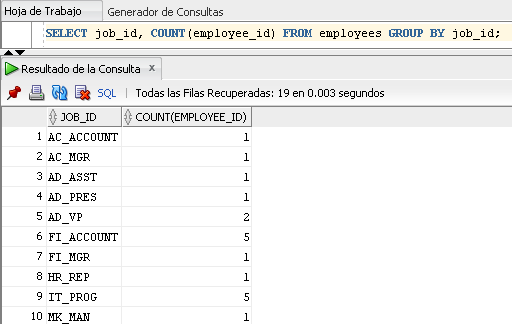 Hoja de Trabajo Generador de Consultas
SELECT job_id, COUNT(employee_id) FROM employees GROUP BY job_id;
Resultado de la Consulta x
SQL | Todas las Filas Recuperadas: 19 en 0.003 segundos
JOB_ID COUNT(EMPLOYEE_ID)
1 AC_ACCOUNT 1
2 AC_MGR 1
3 AD_ASST 1
4 AD_PRES 1
5 AD_VP 2
6 FI_ACCOUNT 5
7 FI_MGR 1
8 HR_REP 1
9 IT_PROG 5
10 MK_MAN 1